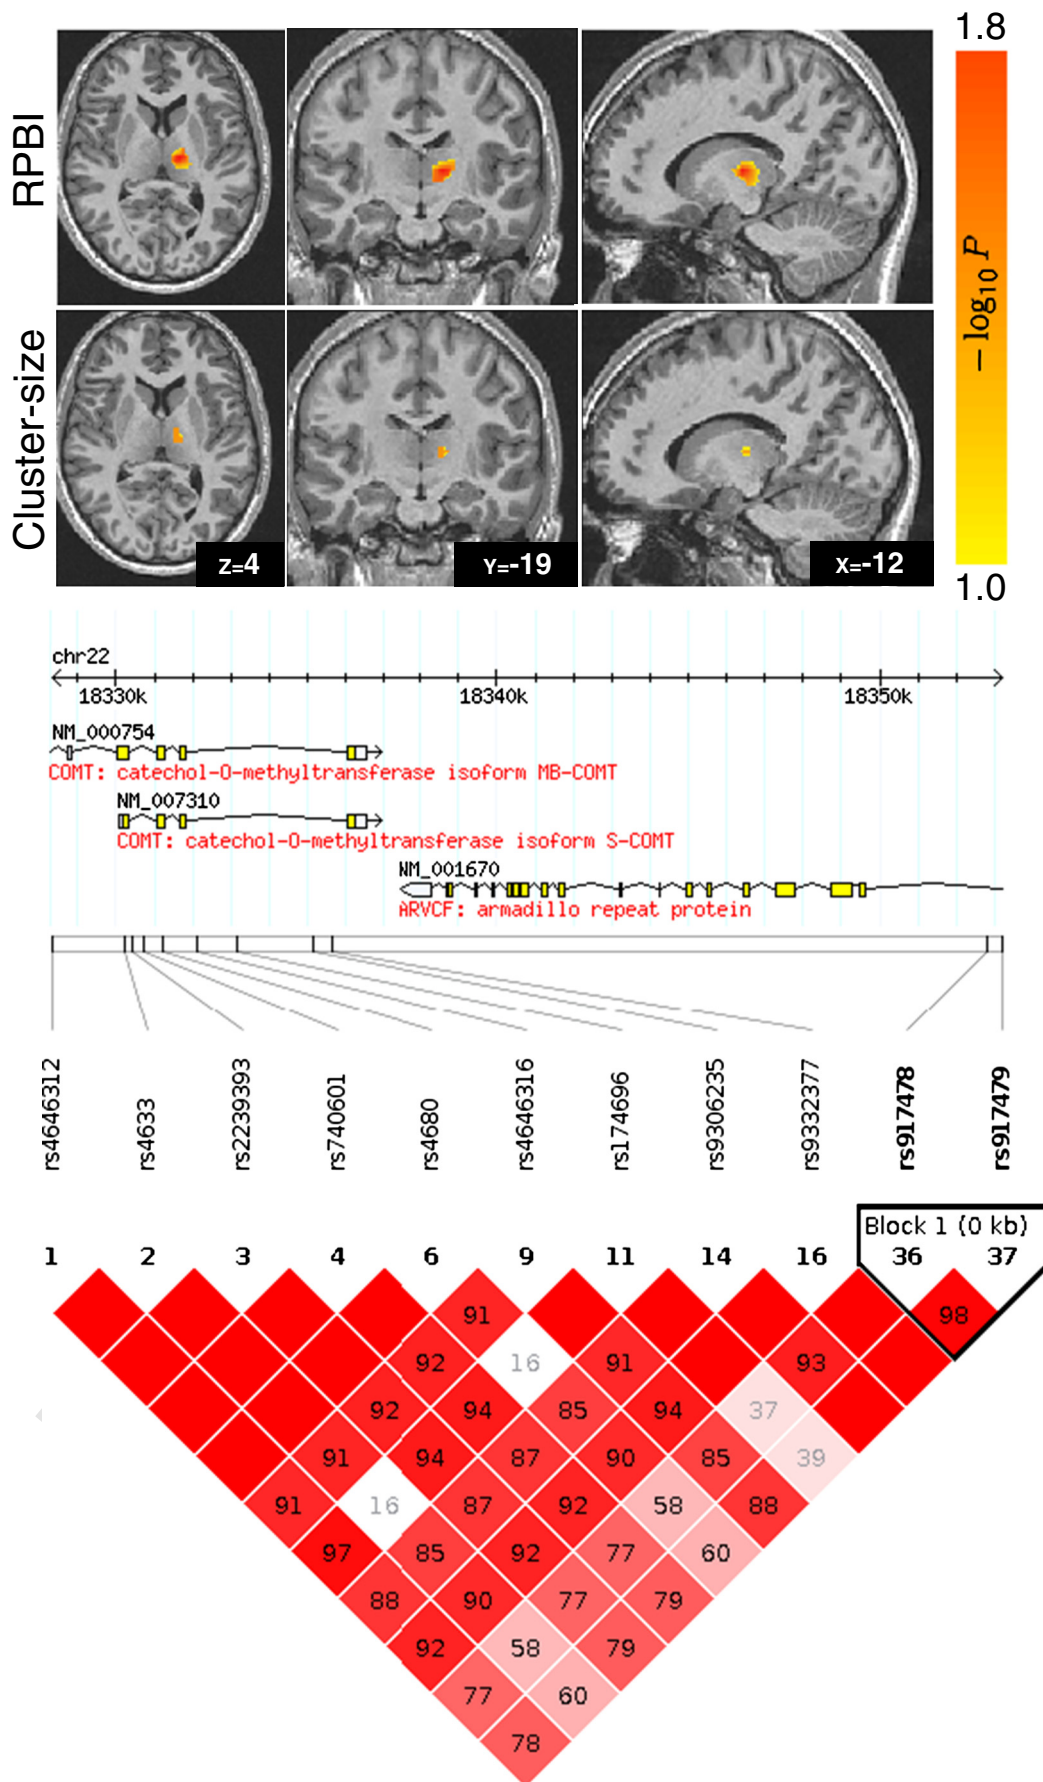 1.8
RPBI
− log10 P
Cluster-size
Z=4
Y=-19
X=-12
1.0
chr22
18330k 18340k 18350k
NM_000754
COMT: catechol-O-methyltransferase isoform MB-COMT
NM_007310
COMT: catechol-O-methyltransferase isoform S-COMT
NM_001670
ARVCF: armadillo repeat protein
rs4646312 rs4633 rs2239393 rs740601 rs4680 rs4646316 rs174696 rs9306235 rs9332377 rs917478 rs917479
Block 1 (0 kb)
1 2 3 4 6 9 11 14 16 36 37
91 98
92 16 91 93
92 94 85 94 37
91 94 87 90 85 39
91 16 87 92 58 88
97 85 92 77 60
88 90 77 79
92 58 79
77 60
78